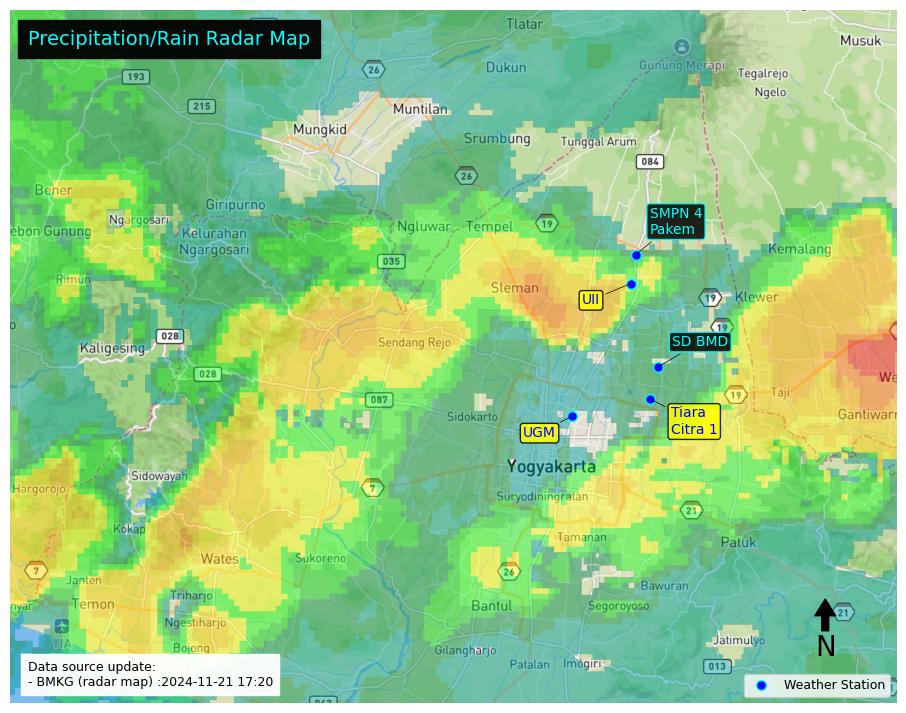 Precipitation/Rain Radar Map
Tlatar
Musuk
Gunung Merapi
26
193
Dukun
Tegalrejo
Ngelo
215
Muntilan
Mungkid
Srumbung
Tunggal Arum
084
26
Bener
Giripurno
Ngargosari
ebon Gunung
Kelurahan
Ngargosari
Ngluwar
Tempel
19
SMPN 4
Pakem
Kemalang
035
Rimun
Sleman
UII
19
Klewer
19
028
Kaligesing
Sendang Rejo
SD BMD
We
028
Taji
087
19
Sidokarto
Tiara
Citra 1
Gantiwarn
UGM
Yogyakarta
Sidowayah
Hargorojo
7
Suryodiningratan
21
Kokap
Tamanan
Patuk
Wates
Sukoreno
7
Janten
26
Bawuran
nyar
Temon
Triharjo
Bantul
Segoroyoso
21
Ngestiharjo
YIA
N
Jatimulyo
Bojong
Gilangharjo
Patalan
Imogiri
013
Data source update:
- BMKG (radar map) :2024-11-21 17:20
Weather Station